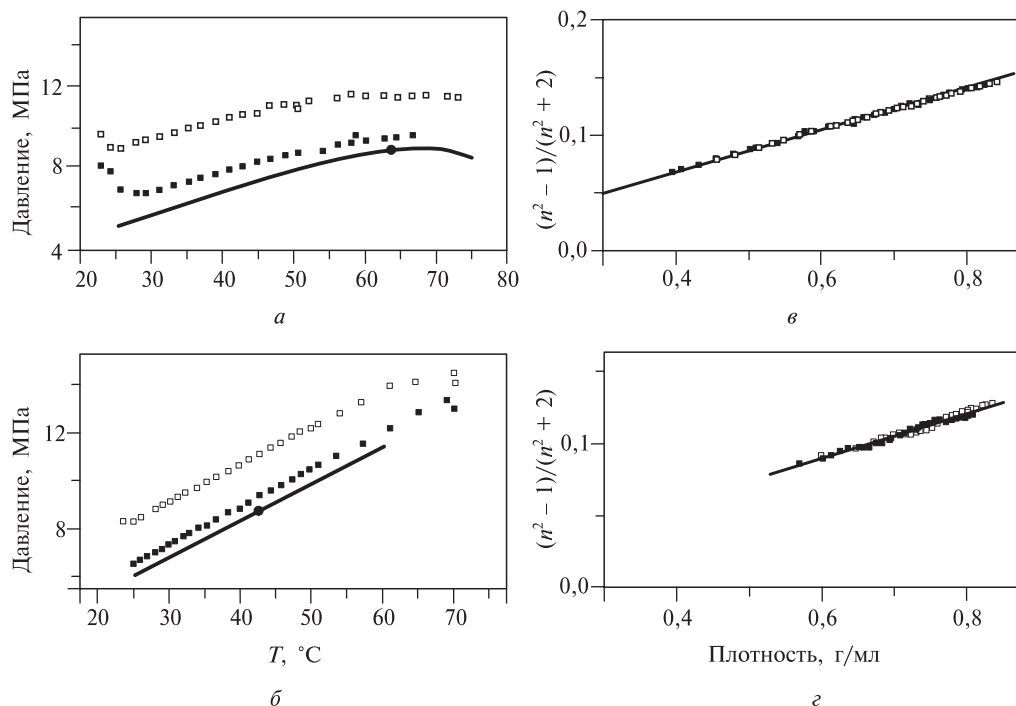 Давление, МПа
12
8
4
20
30
40
50
60
70
80
а
(n² – 1)/(n² + 2)
0,2
0,1
0,0
0,4
0,6
0,8
в
Давление, МПа
12
8
20
30
40
50
60
70
T, °C
б
(n² – 1)/(n² + 2)
0,1
0,0
0,4
0,6
0,8
Плотность, г/мл
г